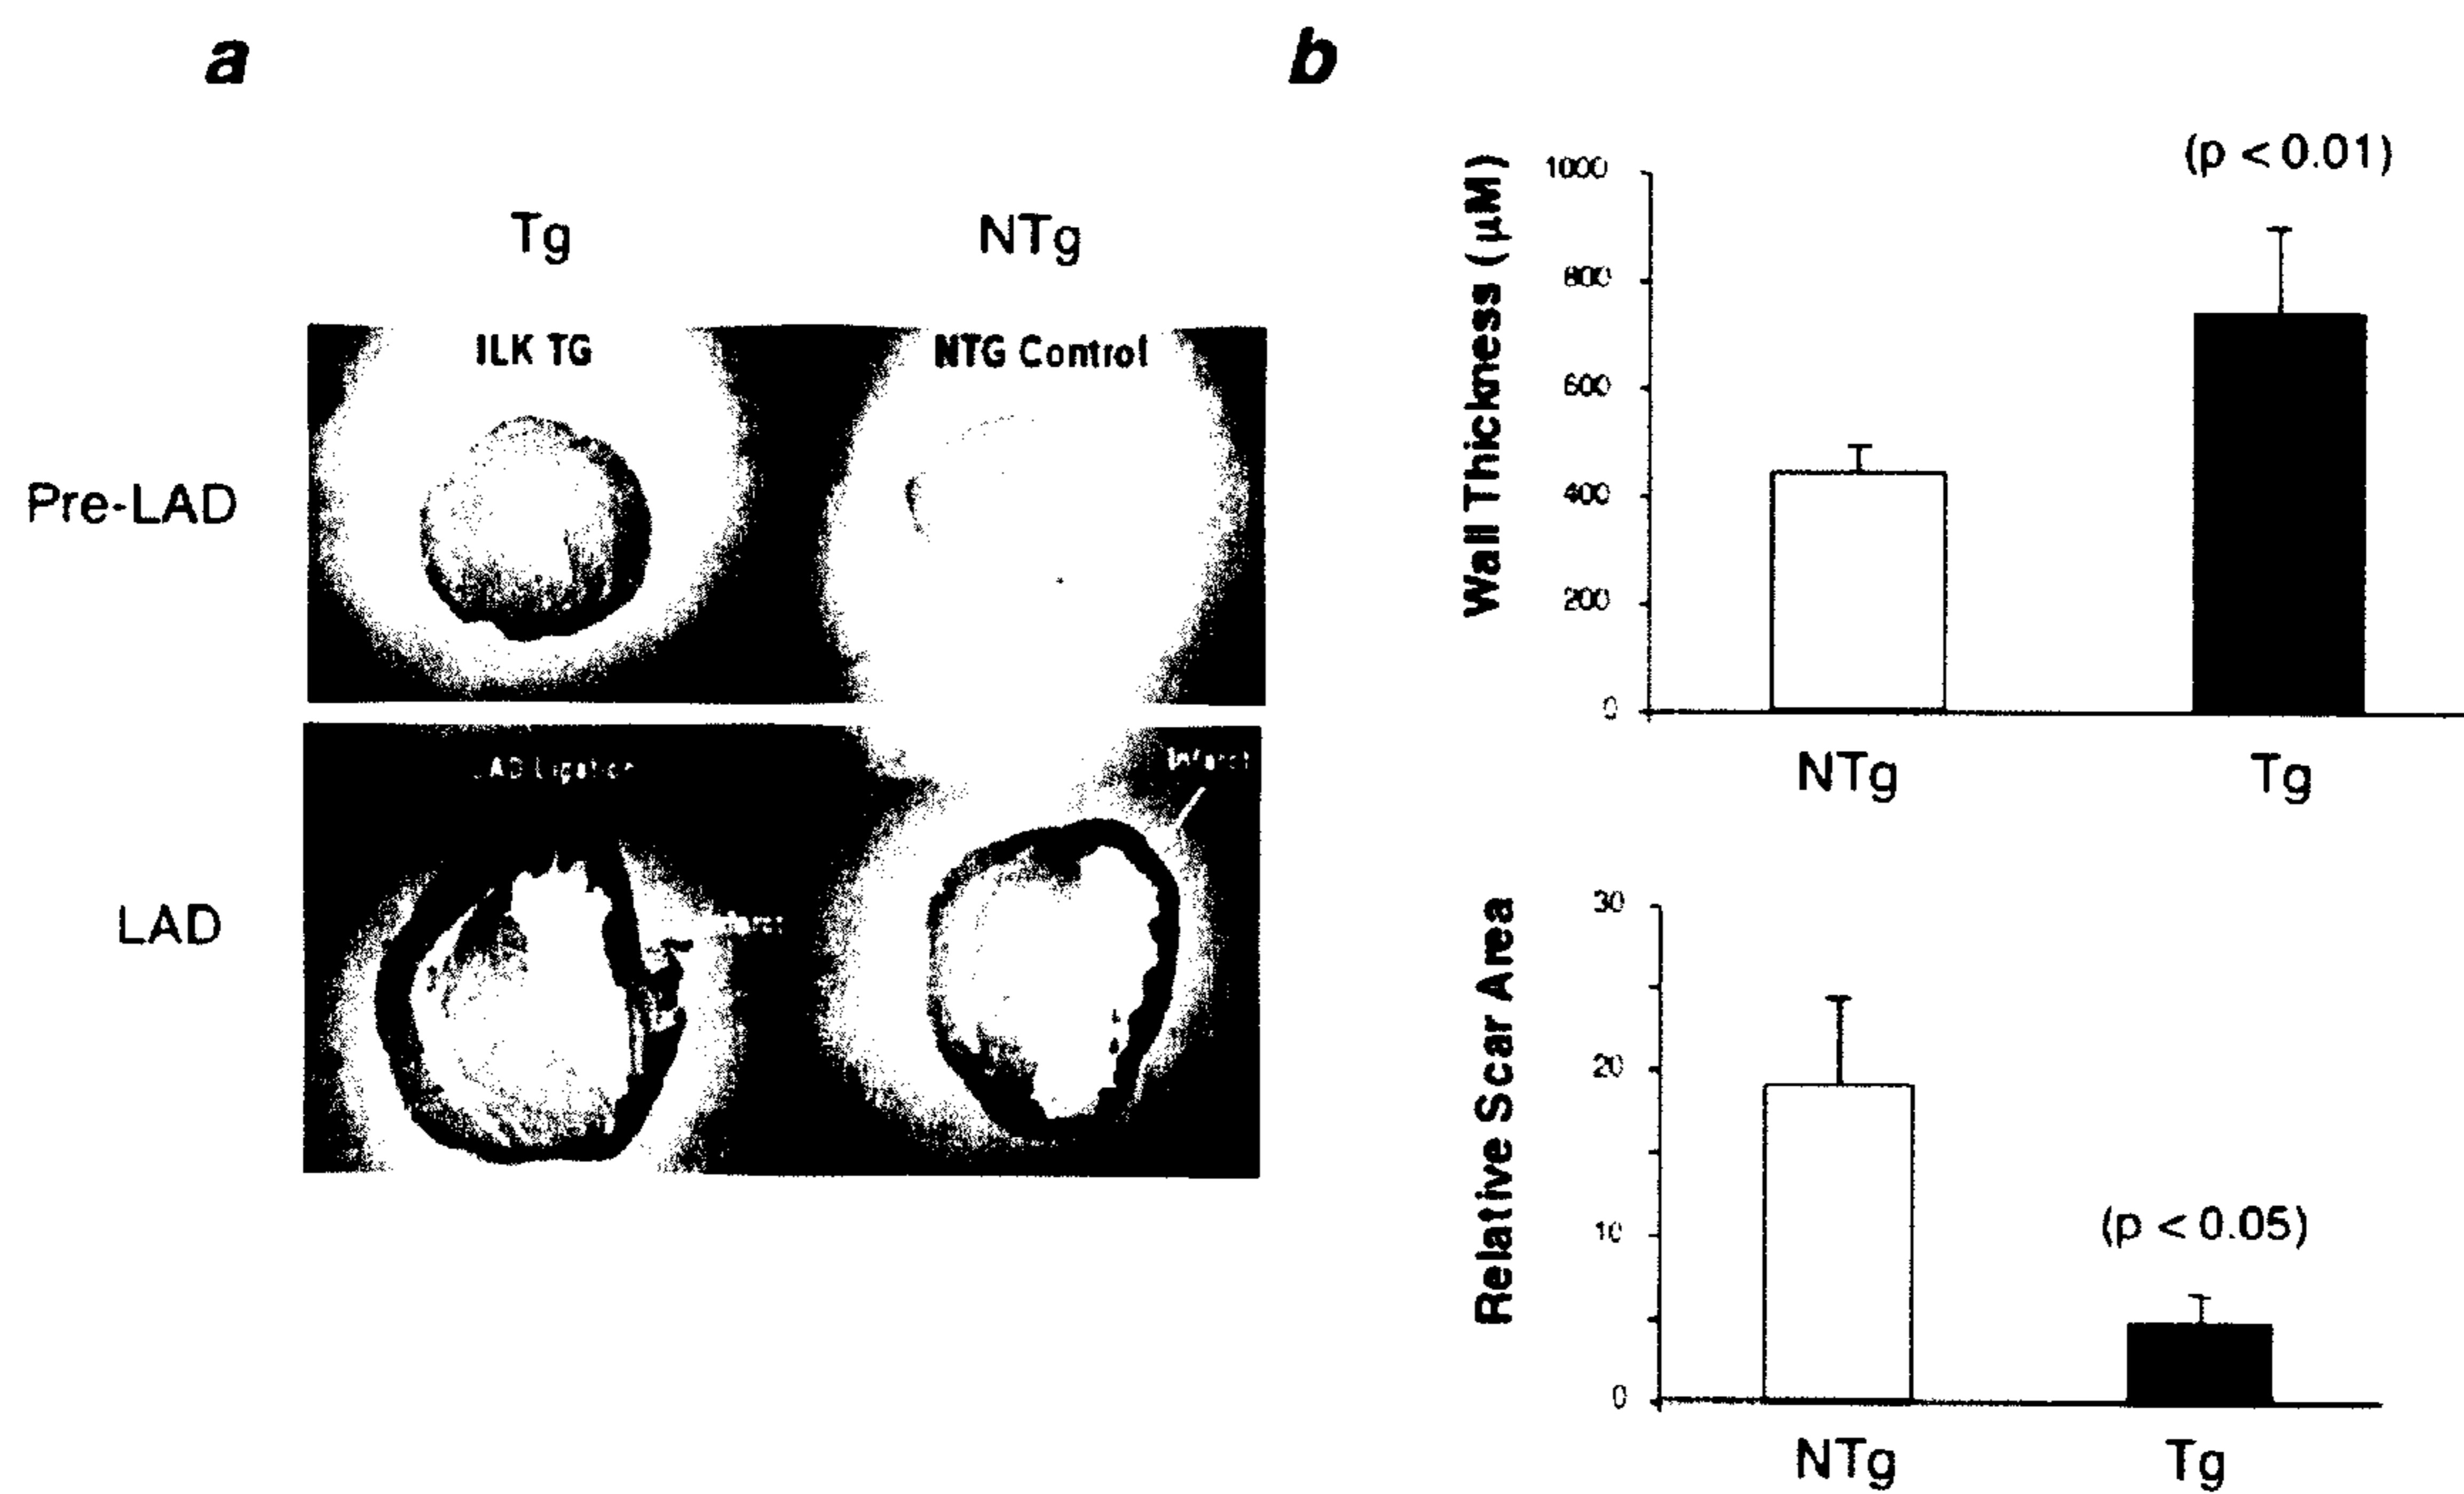 a
b
Tg
NTg
ILK TG
NTG Control
Pre-LAD
LAD
Infarct
(p < 0.01)
Wall Thickness (µM)
1000
800
600
400
200
0
NTg
Tg
Relative Scar Area
30
20
10
0
(p < 0.05)
NTg
Tg